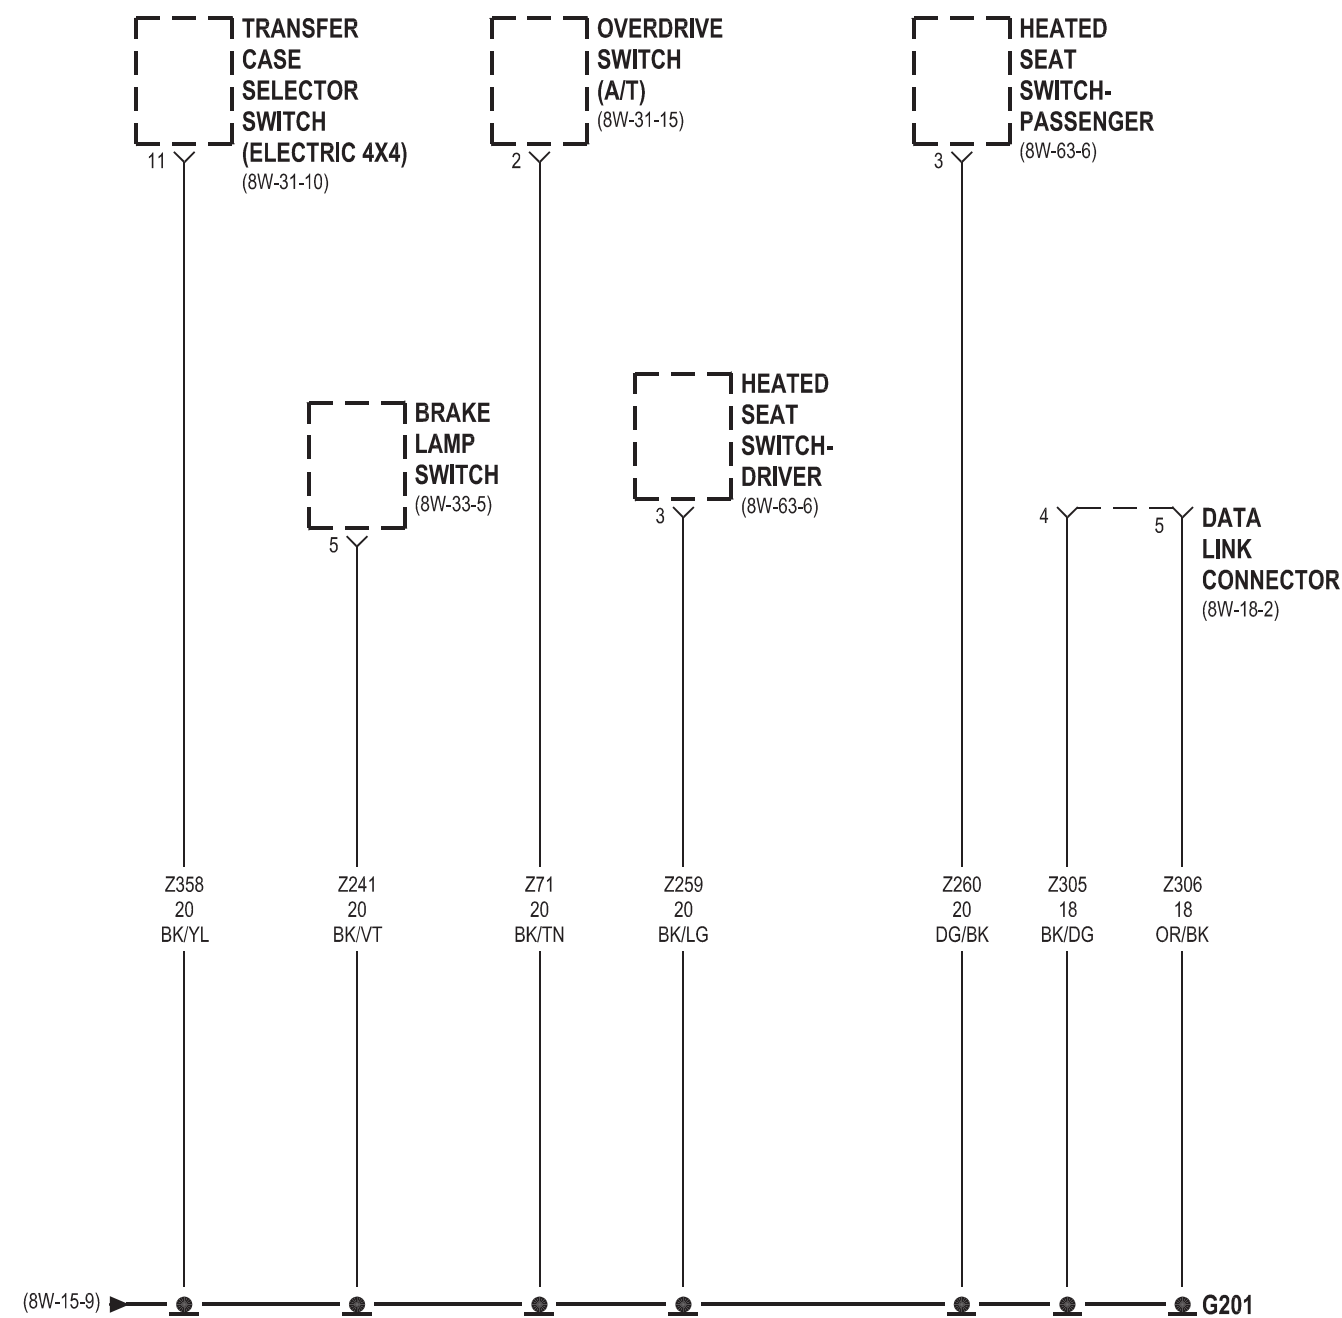 TRANSFER
CASE
SELECTOR
SWITCH
(ELECTRIC 4X4)
(8W-31-10)
11
OVERDRIVE
SWITCH
(A/T)
(8W-31-15)
2
HEATED
SEAT
SWITCH-
PASSENGER
(8W-63-6)
3
BRAKE
LAMP
SWITCH
(8W-33-5)
5
HEATED
SEAT
SWITCH-
DRIVER
(8W-63-6)
3
4
5
DATA
LINK
CONNECTOR
(8W-18-2)
Z358
20
BK/YL
Z241
20
BK/VT
Z71
20
BK/TN
Z259
20
BK/LG
Z260
20
DG/BK
Z305
18
BK/DG
Z306
18
OR/BK
(8W-15-9)
G201